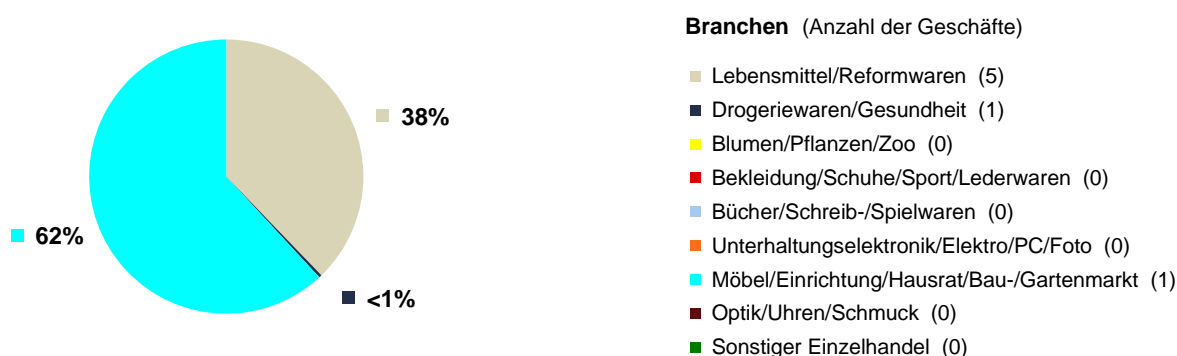 38%
62%
<1%
Branchen (Anzahl der Geschäfte)
Lebensmittel/Reformwaren (5)
Drogeriewaren/Gesundheit (1)
Blumen/Pflanzen/Zoo (0)
Bekleidung/Schuhe/Sport/Lederwaren (0)
Bücher/Schreib-/Spielwaren (0)
Unterhaltungselektronik/Elektro/PC/Foto (0)
Möbel/Einrichtung/Hausrat/Bau-/Gartenmarkt (1)
Optik/Uhren/Schmuck (0)
Sonstiger Einzelhandel (0)